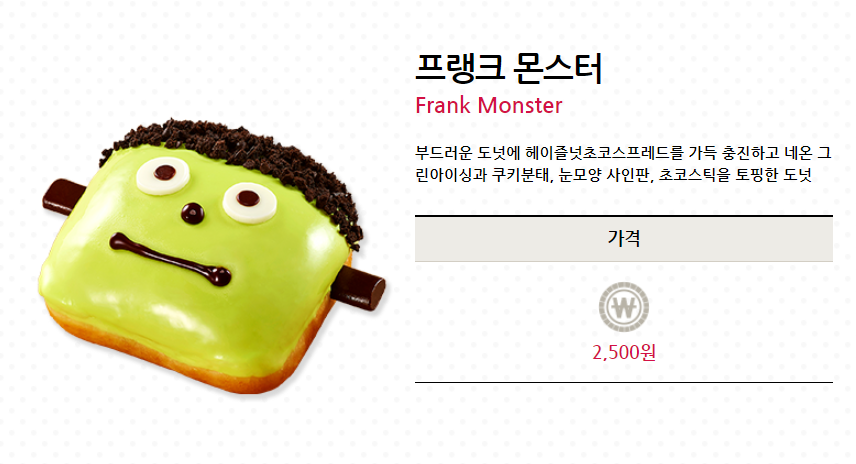 프랭크 몬스터
Frank Monster
부드러운 도넛에 헤이즐넛초코스프레드를 가득 충진하고 네온 그
린아이싱과 쿠키분태, 눈모양 사인판, 초코스틱을 토핑한 도넛
가격
₩
2,500원